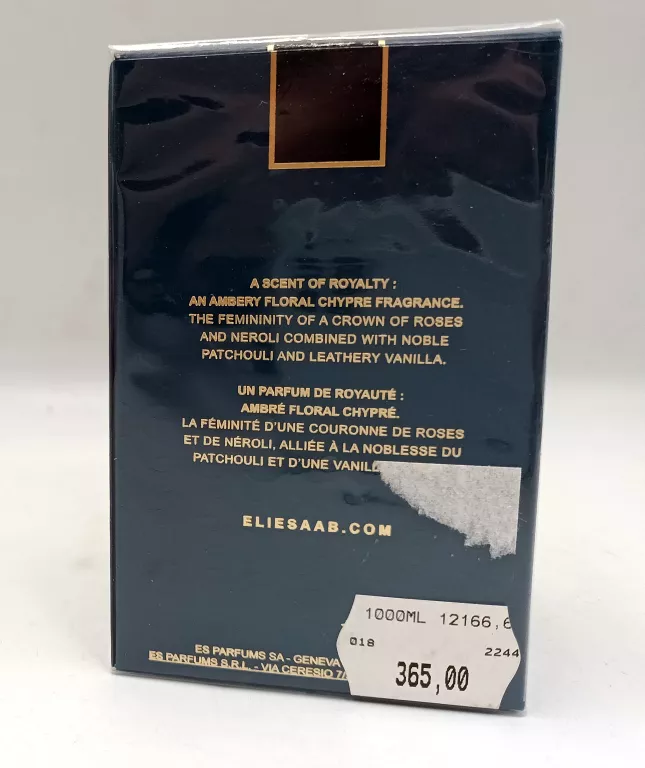 A SCENT OF ROYALTY :
AN AMBERY FLORAL CHYPRE FRAGRANCE.
THE FEMININITY OF A CROWN OF ROSES
AND NEROLI COMBINED WITH NOBLE
PATCHOULI AND LEATHERY VANILLA.
UN PARFUM DE ROYAUTÉ :
AMBRÉ FLORAL CHYPRÉ.
LA FÉMINITÉ D'UNE COURONNE DE ROSES
ET DE NÉROLI, ALLIÉE À LA NOBLESSE DU
PATCHOULI ET D'UNE
ELIESAAB.COM
1000ML 12166,6
018
2244
365,00
ES PARFUMS SA - GENEVA
ES PARFUMS S.R.L. - VIA CERESIO